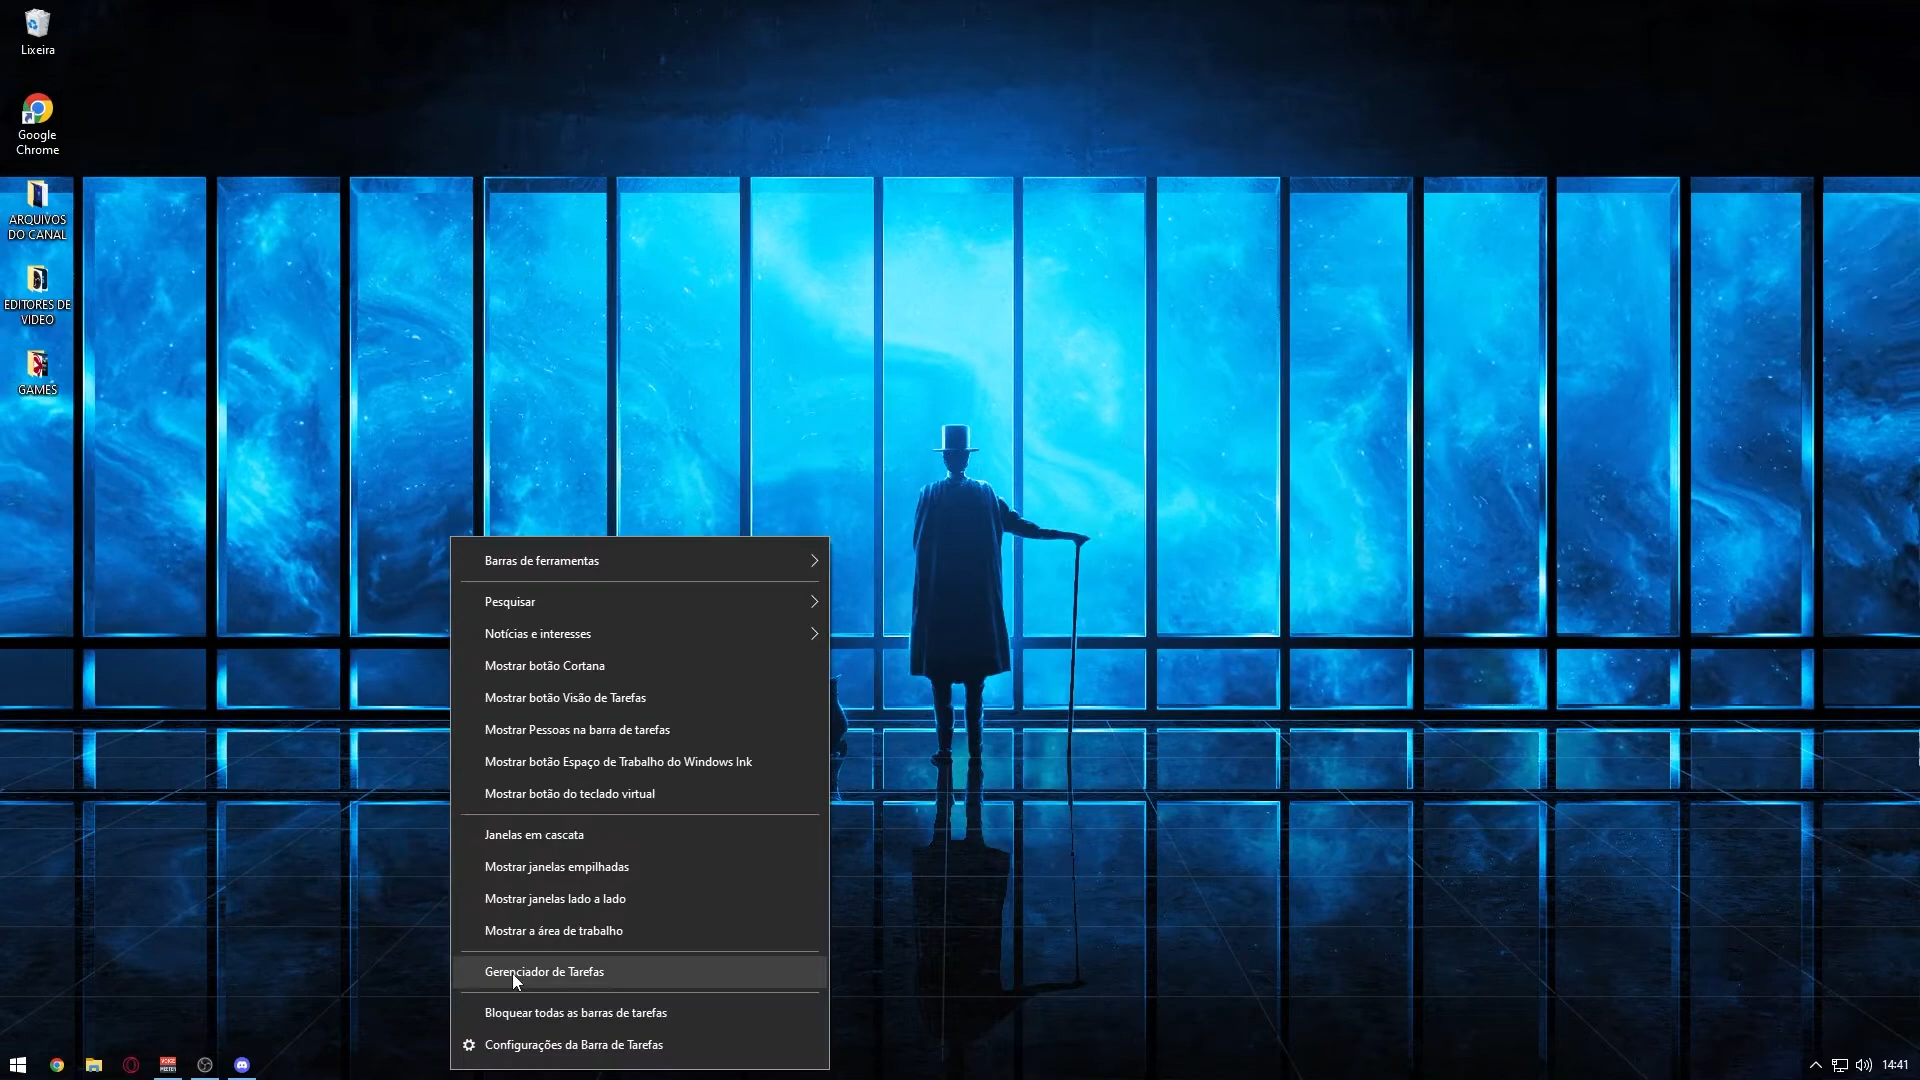 Lixeira
Google
Chrome
ARQUIVOS
DO CANAL
EDITORES DE
VIDEO
GAMES
Barras de ferramentas
Pesquisar
Notícias e interesses
Mostrar botão Cortana
Mostrar botão Visão de Tarefas
Mostrar Pessoas na barra de tarefas
Mostrar botão Espaço de Trabalho do Windows Ink
Mostrar botão do teclado virtual
Janelas em cascata
Mostrar janelas empilhadas
Mostrar janelas lado a lado
Mostrar a área de trabalho
Gerenciador de Tarefas
Bloquear todas as barras de tarefas
Configurações da Barra de Tarefas
14:41